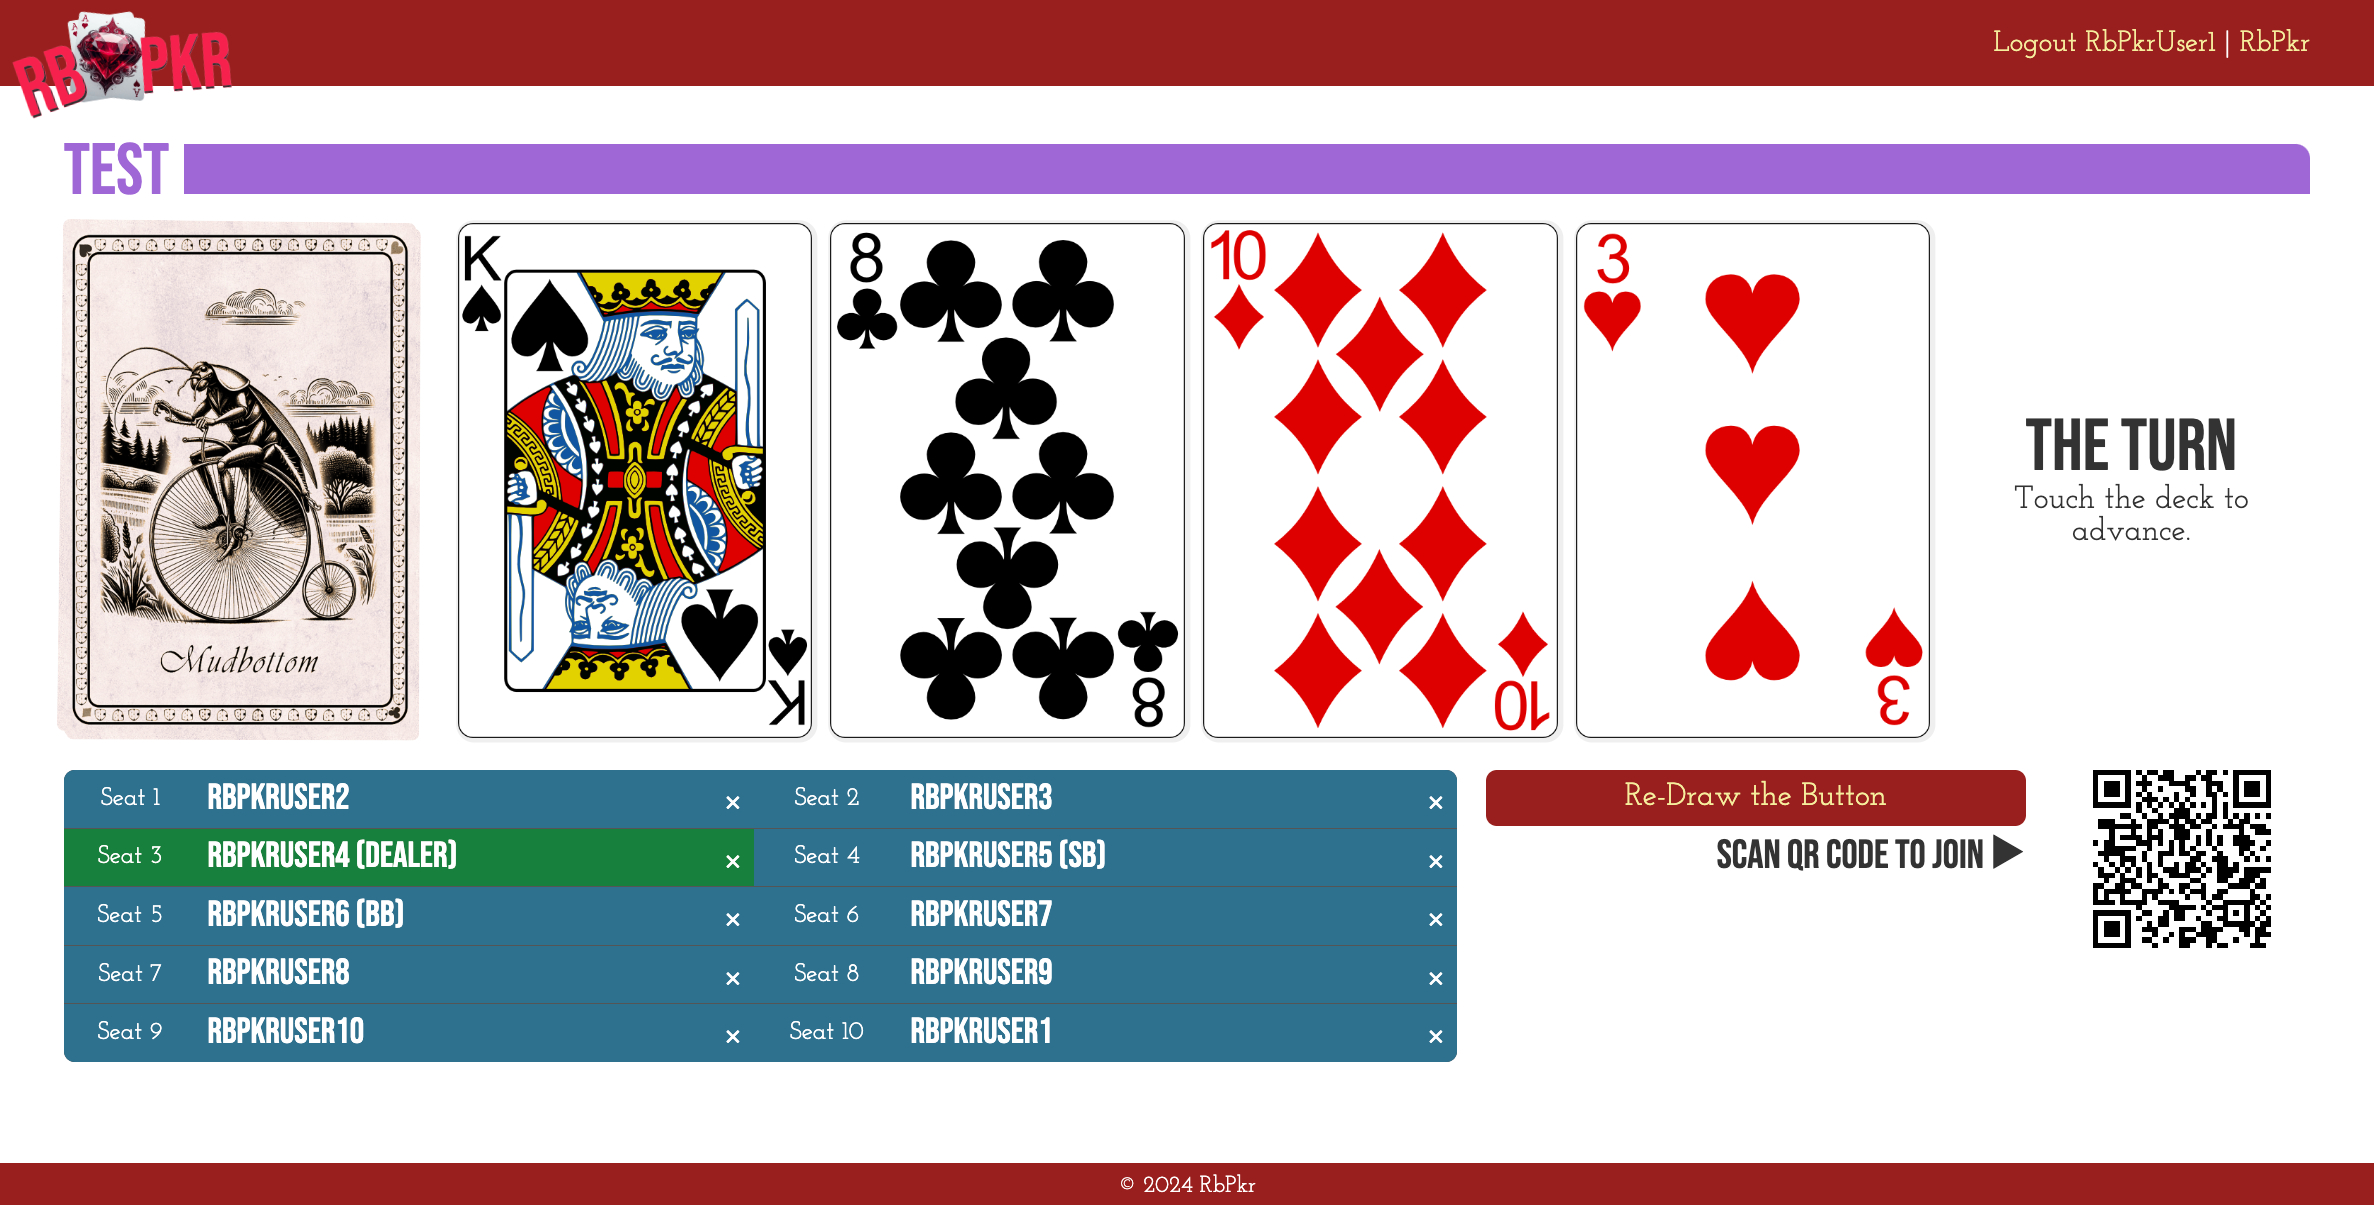 RB PKR
Logout RbPkrUser1 | RbPkr
TEST
Mudbottom
K
K
8
8
10
10
3
3
THE TURN
Touch the deck to
advance.
Seat 1 RBPKRUSER2 ×
Seat 2 RBPKRUSER3 ×
Seat 3 RBPKRUSER4 (DEALER) ×
Seat 4 RBPKRUSER5 (SB) ×
Seat 5 RBPKRUSER6 (BB) ×
Seat 6 RBPKRUSER7 ×
Seat 7 RBPKRUSER8 ×
Seat 8 RBPKRUSER9 ×
Seat 9 RBPKRUSER10 ×
Seat 10 RBPKRUSER1 ×
Re-Draw the Button
SCAN QR CODE TO JOIN ▶
© 2024 RbPkr